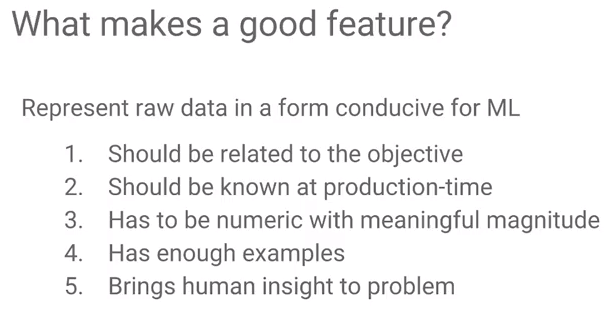 What makes a good feature?
Represent raw data in a form conducive for ML
1. Should be related to the objective
2. Should be known at production-time
3. Has to be numeric with meaningful magnitude
4. Has enough examples
5. Brings human insight to problem